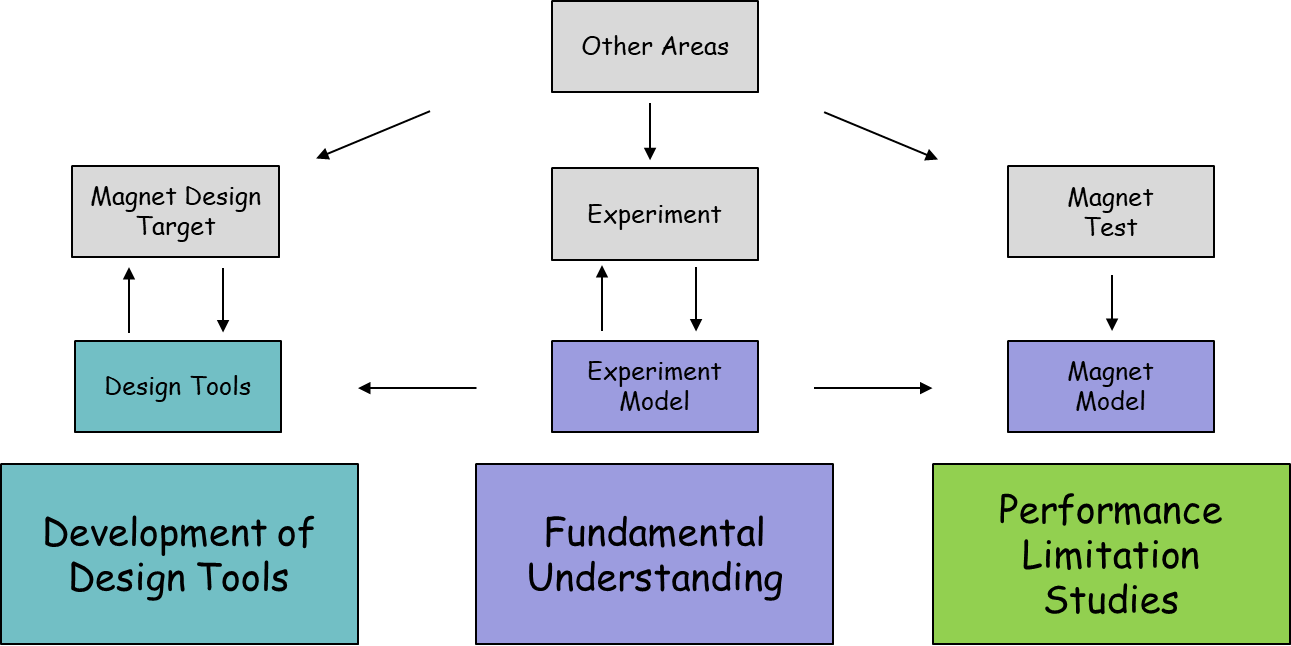 Other Areas
Magnet Design
Target
Experiment
Magnet
Test
Design Tools
Experiment
Model
Magnet
Model
Development of
Design Tools
Fundamental
Understanding
Performance
Limitation
Studies